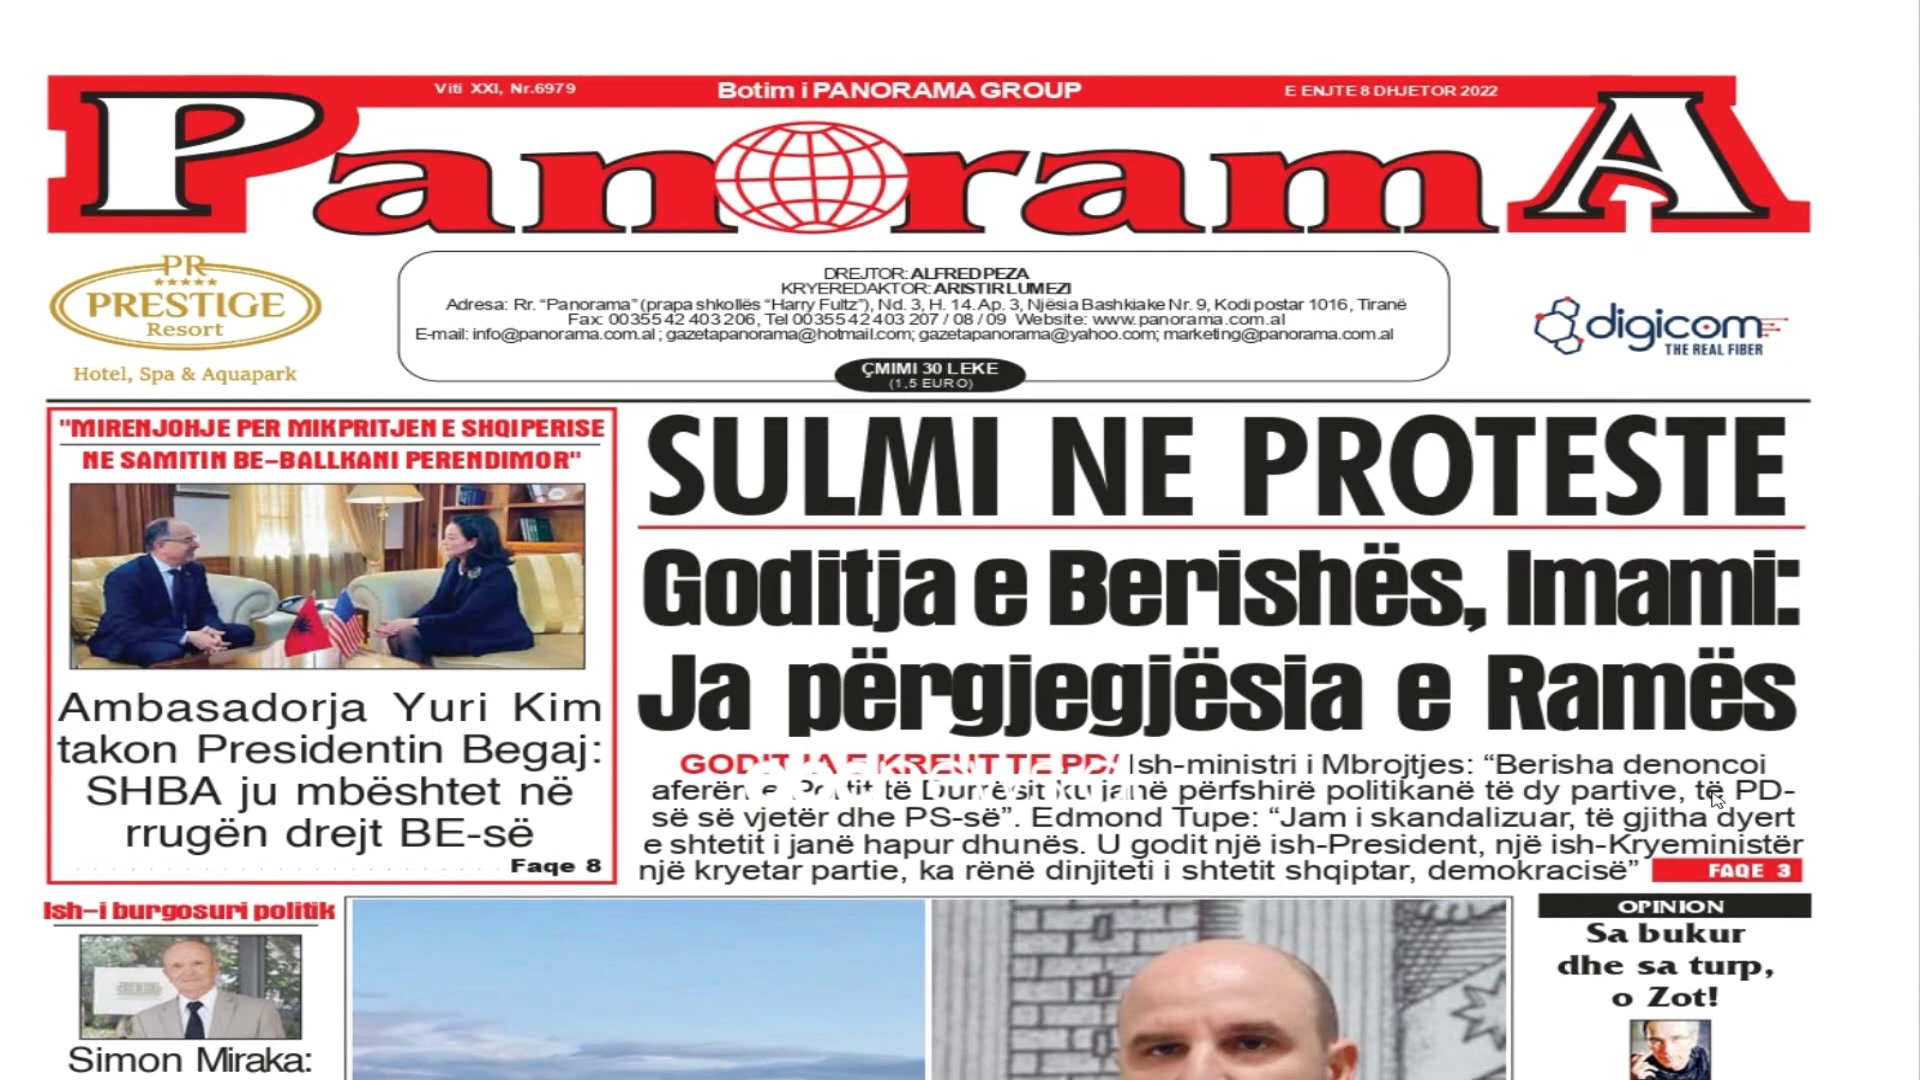 Viti XXI, Nr.6979
Botim i PANORAMA GROUP
E ENJTE 8 DHJETOR 2022
PanoramA
PR
PRESTIGE
Resort
Hotel, Spa & Aquapark
DREJTOR: ALFRED PEZA
KRYEREDAKTOR: ARISTIR LUMEZI
Adresa: Rr. “Panorama” (prapa shkollës “Harry Fultz”), Nd. 3, H. 14. Ap. 3, Njësia Bashkiake Nr. 9, Kodi postar 1016, Tiranë
Fax: 00355 42 403 206, Tel 00355 42 403 207 / 08 / 09 Website: www.panorama.com.al
E-mail: info@panorama.com.al; gazetapanorama@hotmail.com; gazetapanorama@yahoo.com; marketing@panorama.com.al
ÇMIMI 30 LEKE
(1,5 EURO)
digicom
THE REAL FIBER
"MIRENJOHJE PER MIKPRITJEN E SHQIPERISE
NE SAMITIN BE-BALLKANI PERENDIMOR"
Ambasadorja Yuri Kim
takon Presidentin Begaj:
SHBA ju mbështet në
rrugën drejt BE-së
Faqe 8
SULMI NE PROTESTE
Goditja e Berishës, Imami:
Ja përgjegjësia e Ramës
GODITJA E KREUT TE PD/ Ish-ministri i Mbrojtjes: “Berisha denoncoi
aferën e Portit të Durrësit ku janë përfshirë politikanë të dy partive, të PD-
së së vjetër dhe PS-së”. Edmond Tupe: “Jam i skandalizuar, të gjitha dyert
e shtetit i janë hapur dhunës. U godit një ish-President, një ish-Kryeministër
një kryetar partie, ka rënë dinjiteti i shtetit shqiptar, demokracisë”
FAQE 3
Ish-i burgosuri politik
Simon Miraka:
OPINION
Sa bukur
dhe sa turp,
o Zot!